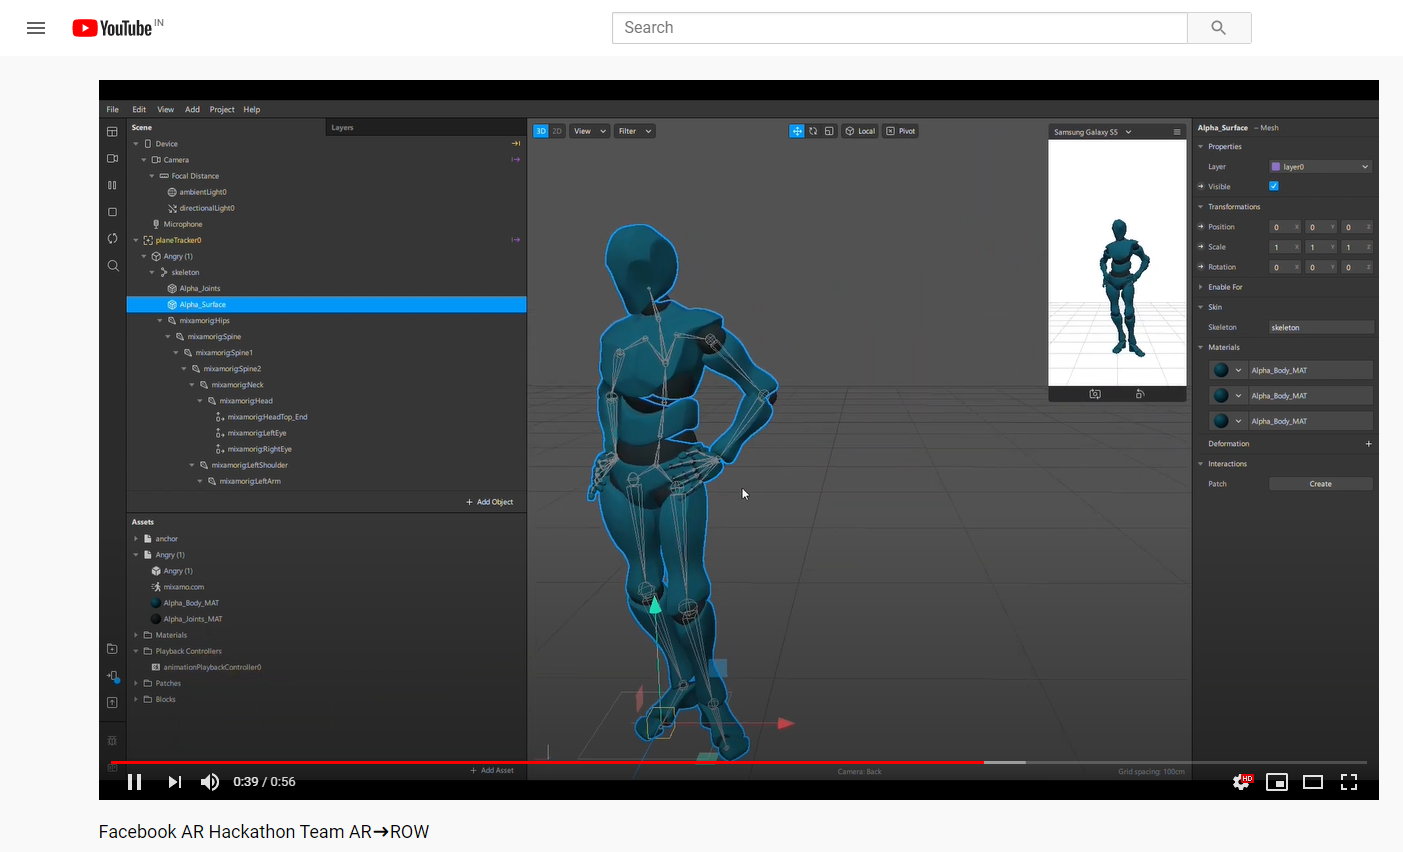 YouTube IN
Search
File Edit View Add Project Help
Scene
Layers
Device
Camera
Focal Distance
ambientLight0
directionalLight0
Microphone
planeTracker0
Angry (1)
skeleton
Alpha_Joints
Alpha_Surface
mixamorig:Hips
mixamorig:Spine
mixamorig:Spine1
mixamorig:Spine2
mixamorig:Neck
mixamorig:Head
mixamorig:HeadTop_End
mixamorig:LeftEye
mixamorig:RightEye
mixamorig:LeftShoulder
mixamorig:LeftArm
+ Add Object
Assets
anchor
Angry (1)
Angry (1)
mixamo.com
Alpha_Body_MAT
Alpha_Joints_MAT
Materials
Playback Controllers
animationPlaybackController0
Patches
Blocks
+ Add Asset
3D 2D View Filter
Local Pivot
Samsung Galaxy S5
Camera: Back
Grid spacing: 100cm
Alpha_Surface – Mesh
Properties
Layer layer0
Visible
Transformations
Position 0 X 0 Y 0 Z
Scale 1 X 1 Y 1 Z
Rotation 0 X 0 Y 0 Z
Enable For
Skin
Skeleton skeleton
Materials
Alpha_Body_MAT
Alpha_Body_MAT
Alpha_Body_MAT
Deformation +
Interactions
Patch Create
0:39 / 0:56
HD
Facebook AR Hackathon Team AR➔ROW